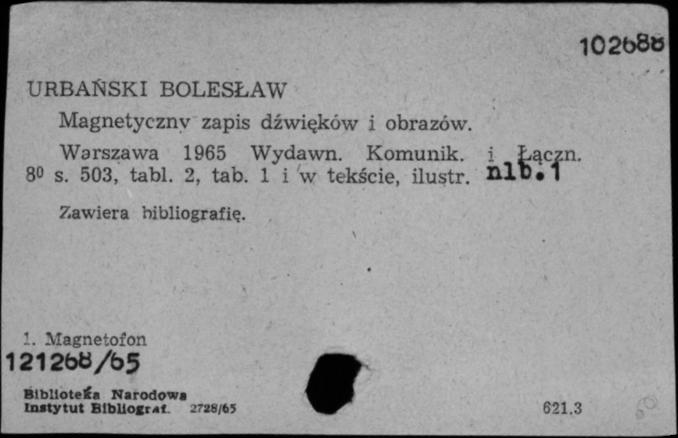 102688
URBAŃSKI BOLESŁAW
Magnetyczny zapis dźwięków i obrazów.
Warszawa 1965 Wydawn. Komunik. i Łączn.
8⁰ s. 503, tabl. 2, tab. 1 i w tekście, ilustr. nlb.1
Zawiera bibliografię.
1. Magnetofon
121268/65
Biblioteka Narodowa
Instytut Bibliograf. 2728/65
621.3